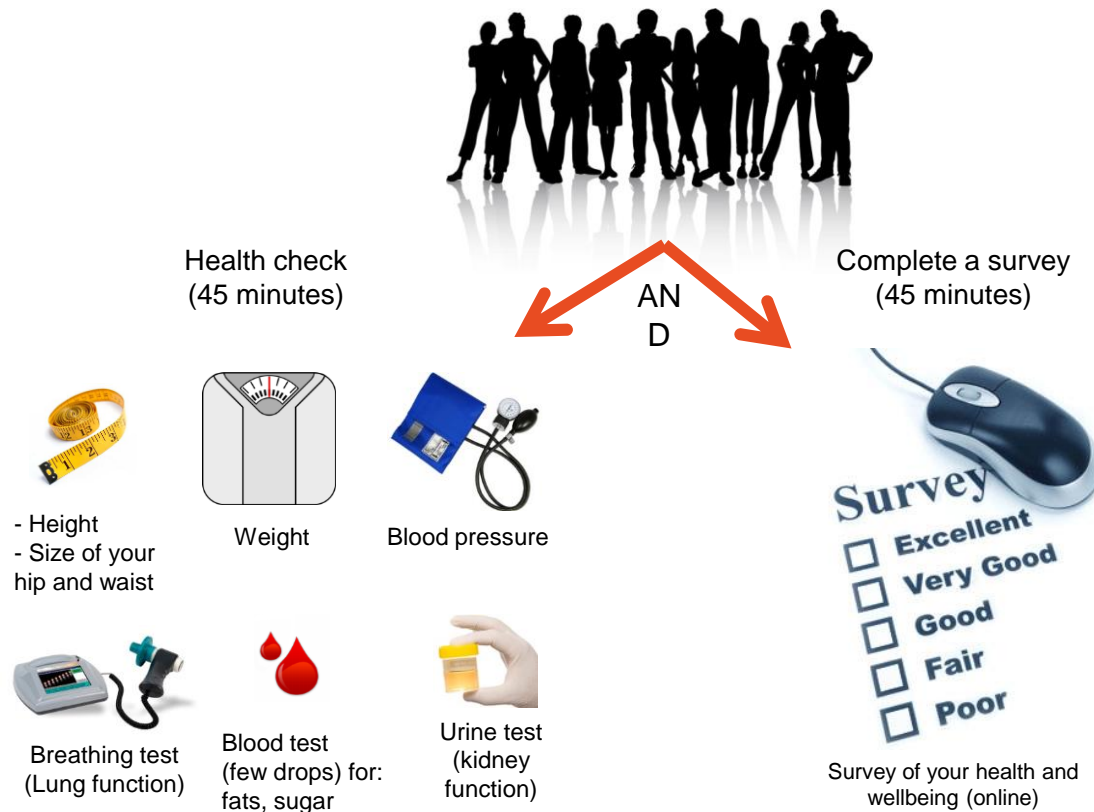 Health check
(45 minutes)
AN
D
Complete a survey
(45 minutes)
- Height
- Size of your
hip and waist
Weight
Blood pressure
Breathing test
(Lung function)
Blood test
(few drops) for:
fats, sugar
Urine test
(kidney
function)
Survey
Excellent
Very Good
Good
Fair
Poor
Survey of your health and
wellbeing (online)